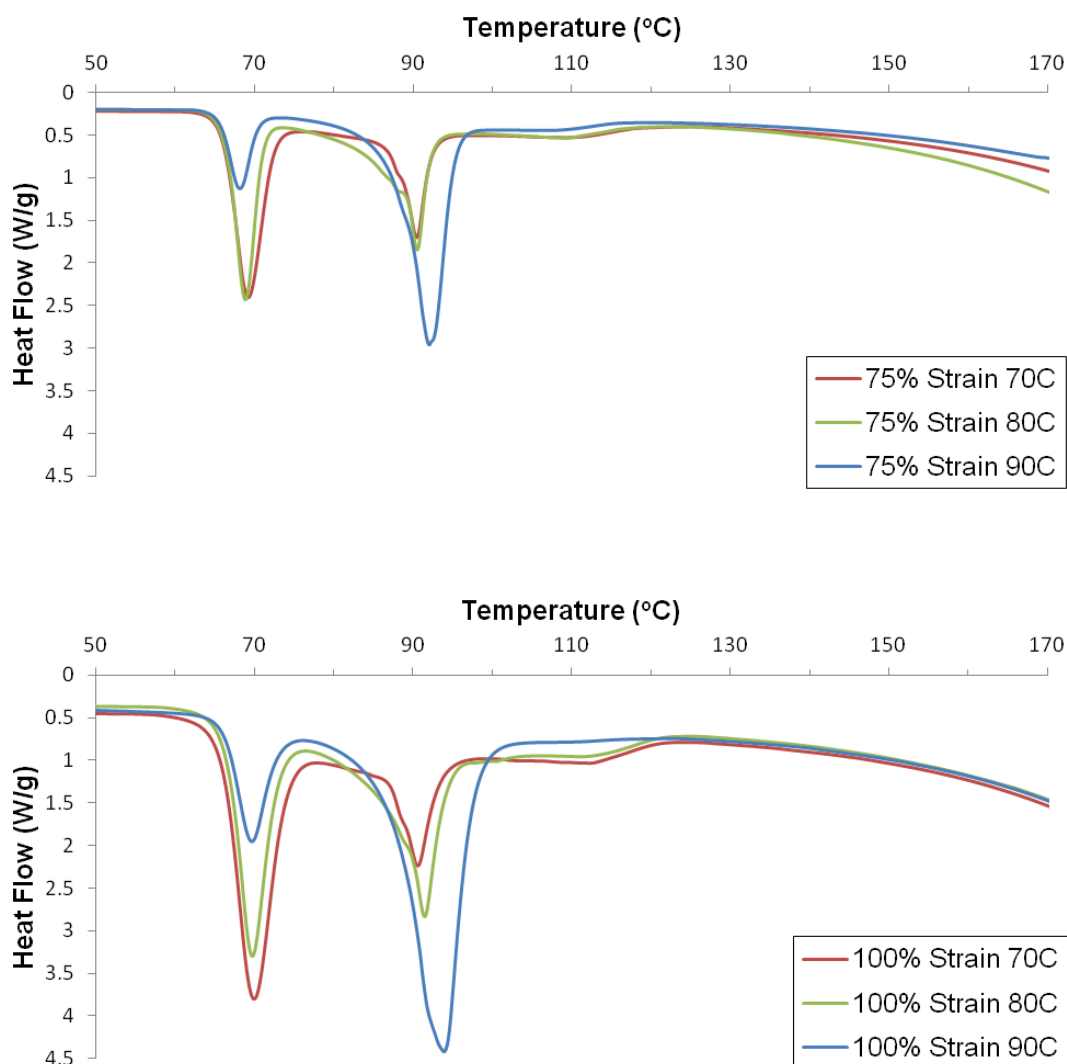 Temperature (ºC)
50 70 90 110 130 150 170
0
0.5
1
1.5
2
2.5
3
3.5
4
4.5
Heat Flow (W/g)
75% Strain 70C
75% Strain 80C
75% Strain 90C
Temperature (ºC)
50 70 90 110 130 150 170
0
0.5
1
1.5
2
2.5
3
3.5
4
4.5
Heat Flow (W/g)
100% Strain 70C
100% Strain 80C
100% Strain 90C